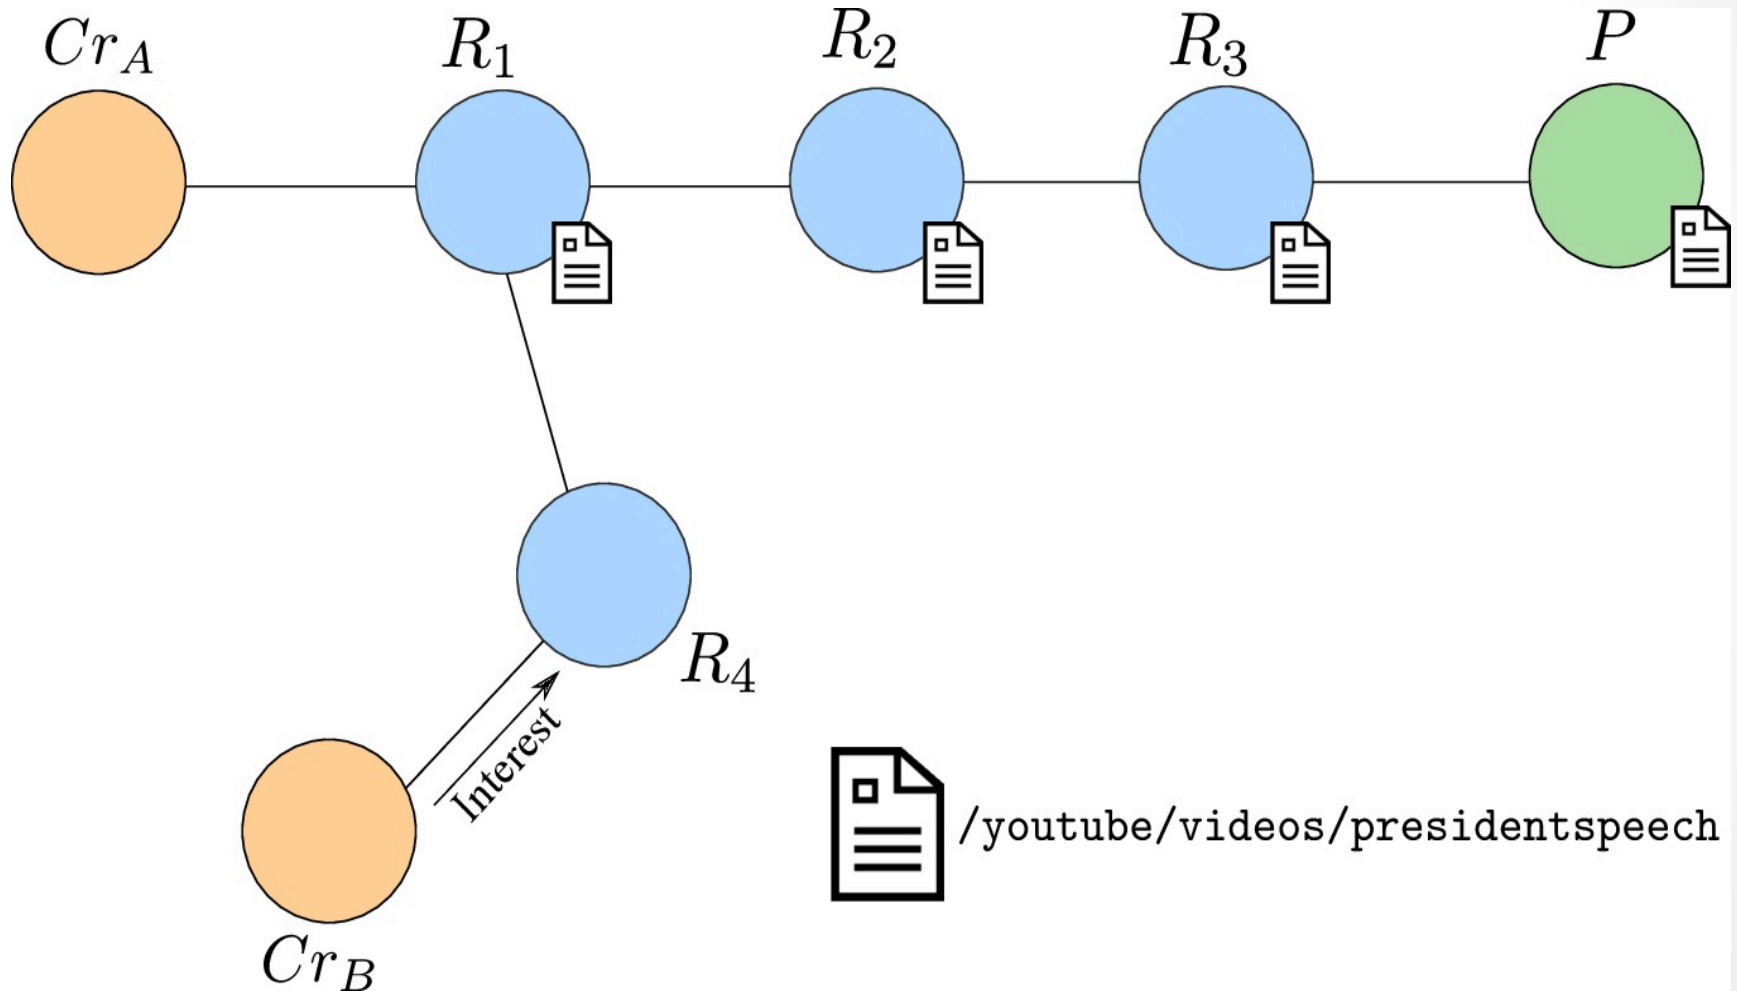 Cr_A
R_1
R_2
R_3
P
R_4
Interest
/youtube/videos/presidentspeech
Cr_B